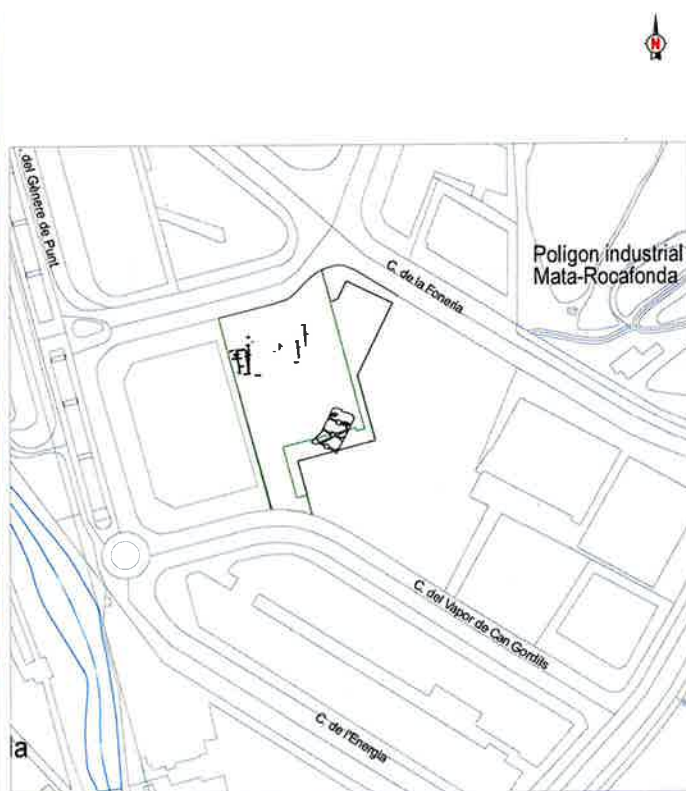 N
. del Gènere de Punt
C. de la Foneria
Polígon industrial
Mata-Rocafonda
C. del Vapor de Can Gordils
C. de l'Energia
la